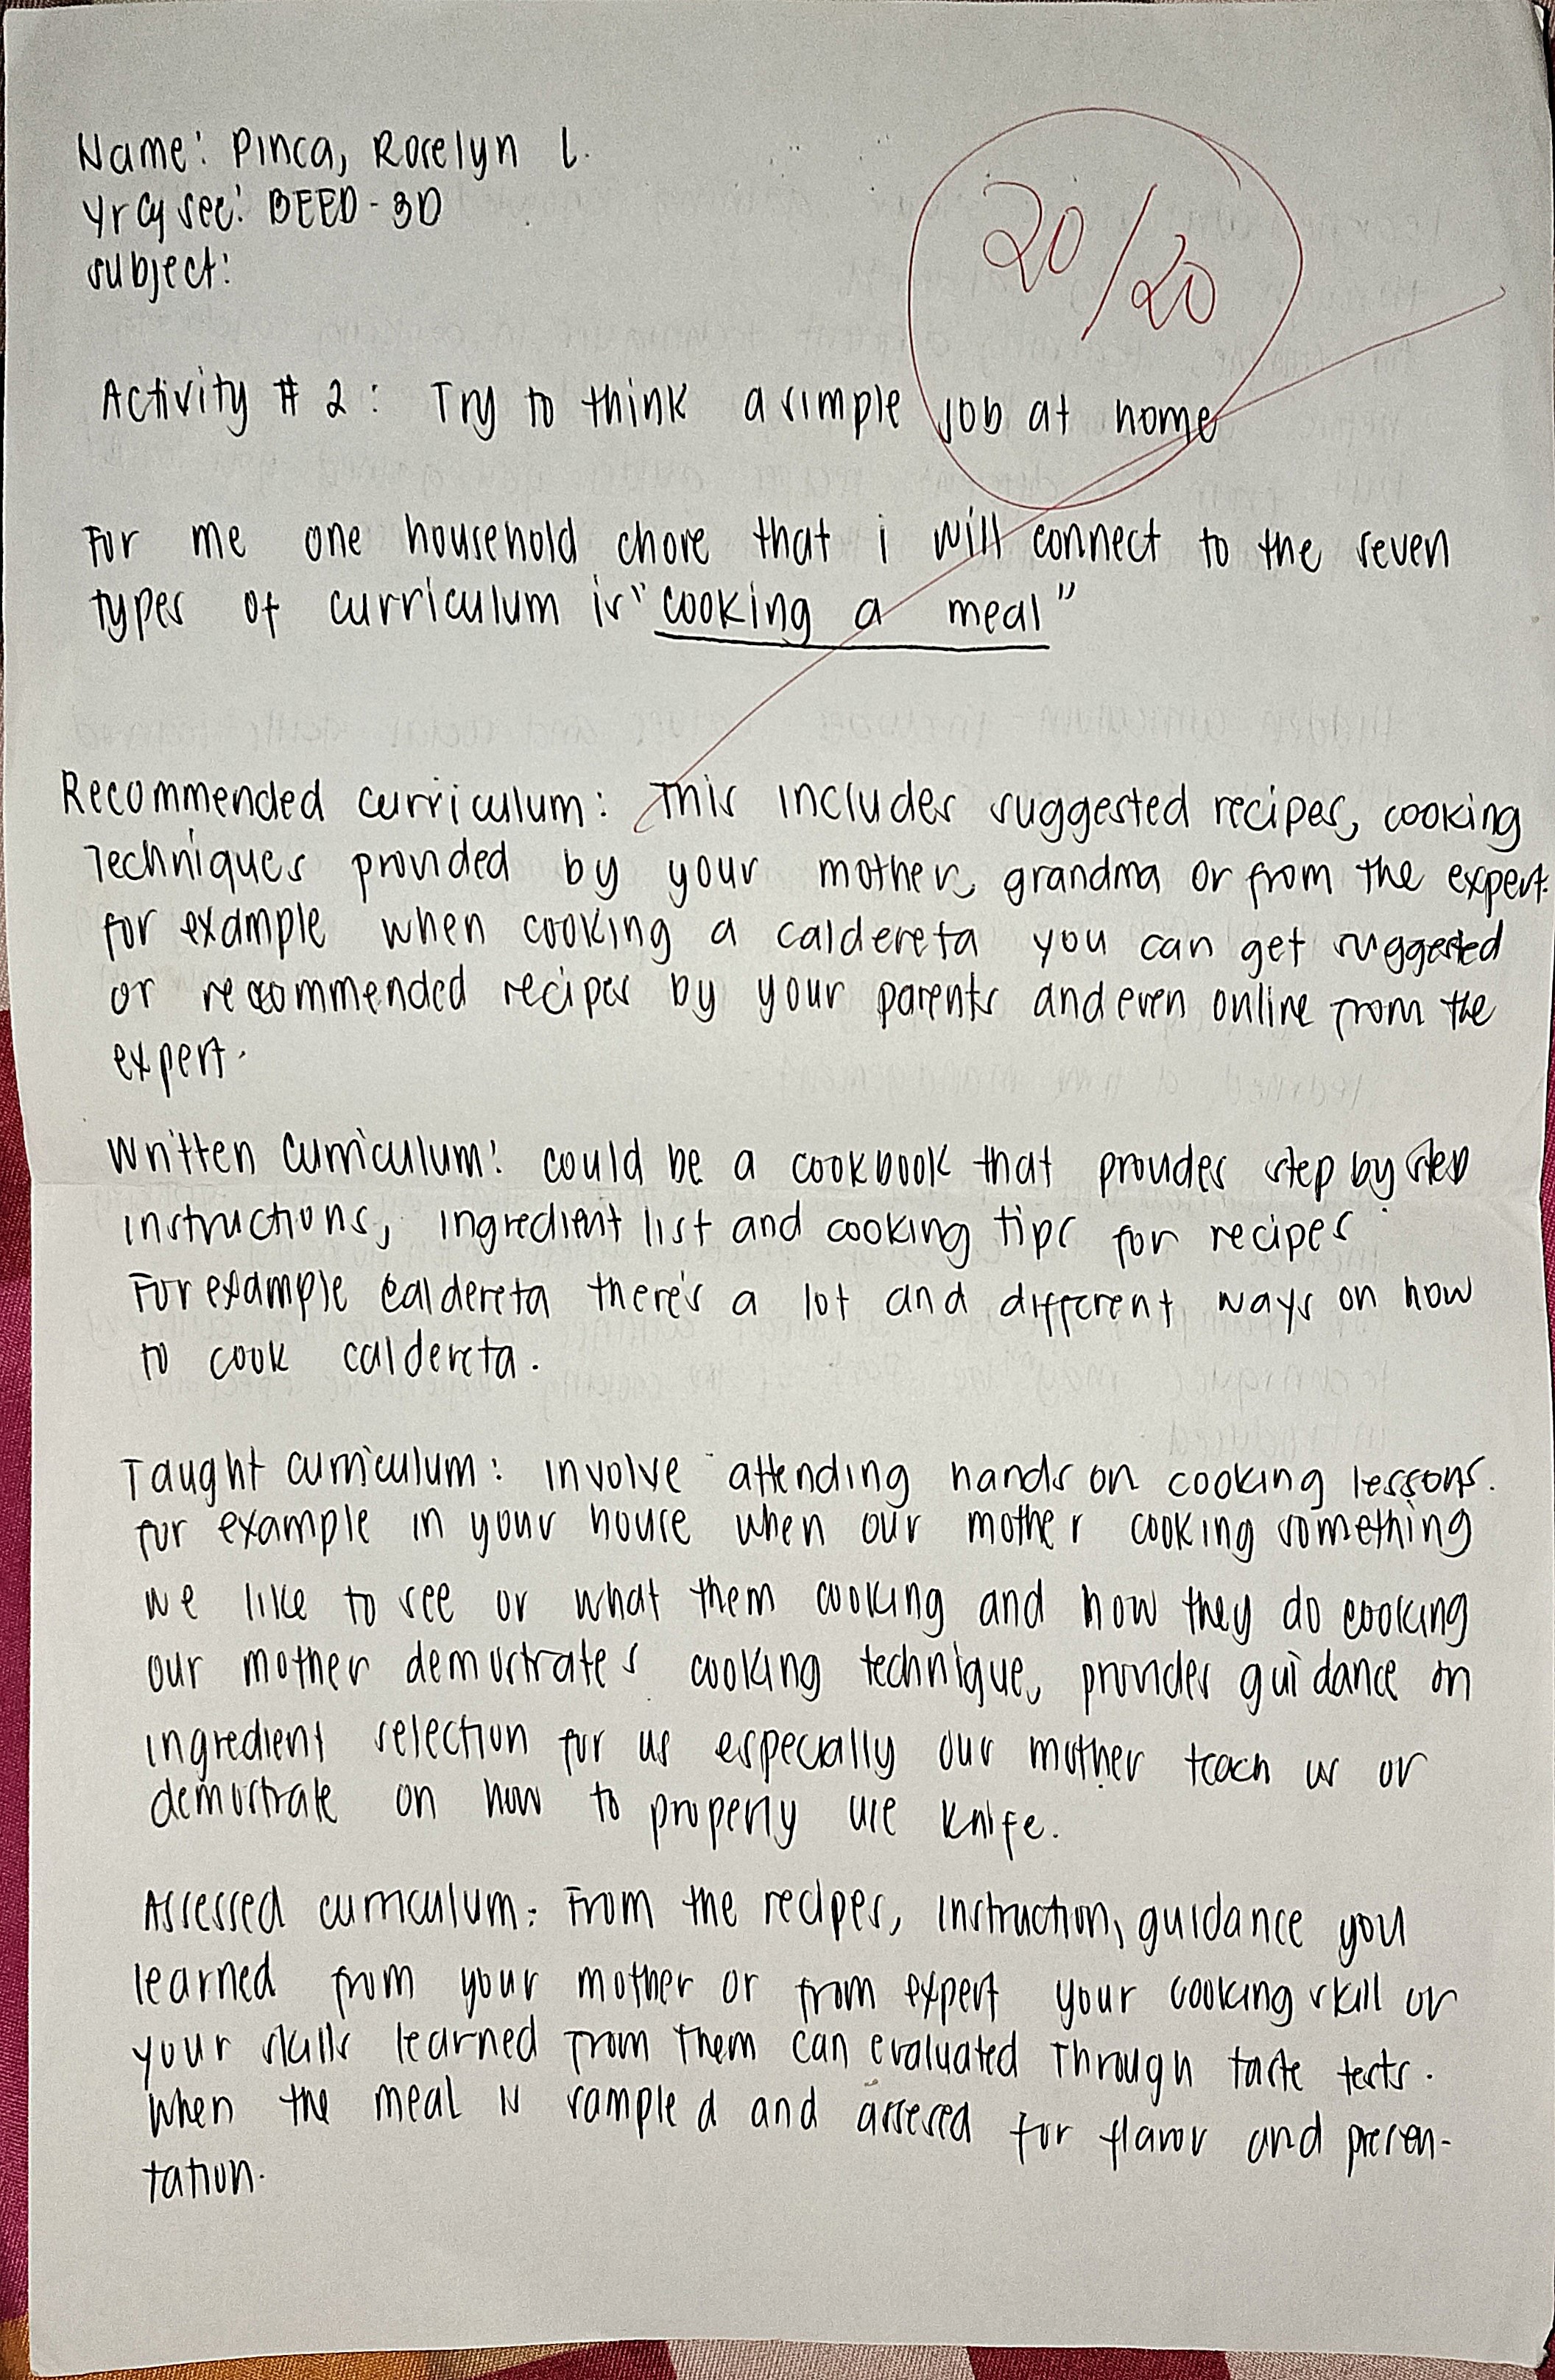 Name: Pinca, Rocelyn L.
Yr & sec: BEED-3D
subject:
20/20
Activity # 2: Try to think a simple job at home
For me one household chore that i will connect to the seven
types of curriculum is "cooking a meal"
Recommended curriculum: This includes suggested recipes, cooking
Techniques provided by your mother, grandma or from the expert.
for example when cooking a caldereta you can get suggested
or recommended recipes by your parents and even online from the
expert.
Written curriculum: could be a cookbook that provides step by step
instructions, ingredient list and cooking tips for recipes
For example caldereta there's a lot and different ways on how
to cook caldereta.
Taught curriculum: involve attending hands on cooking lessons.
for example in your house when our mother cooking something
we like to see or what them cooking and how they do cooking
our mother demostrates cooking technique, provides guidance on
ingredient selection for us especially our mother teach us or
demostrate on how to properly use knife.
Assessed curriculum: From the recipes, instruction, guidance you
learned from your mother or from expert your cooking skill or
your skills learned from them can evaluated through taste tests.
when the meal is sampled and assesed for flavor and presen-
tation.